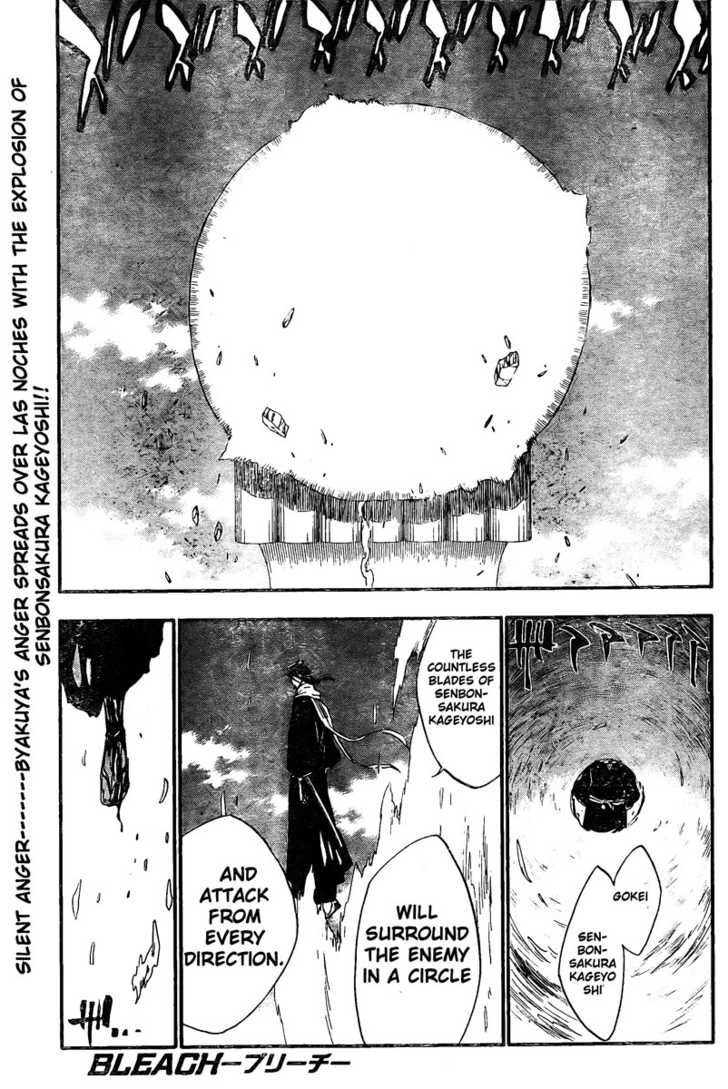 SILENT ANGER-------BYAKUYA'S ANGER SPREADS OVER LAS NOCHES WITH THE EXPLOSION OF
SENBONSAKURA KAGEYOSHI!!
GOKEI
SEN-
BON-
SAKURA
KAGEYO
SHI
THE
COUNTLESS
BLADES OF
SENBON-
SAKURA
KAGEYOSHI
WILL
SURROUND
THE ENEMY
IN A CIRCLE
AND
ATTACK
FROM
EVERY
DIRECTION.
BLEACH—ブリーチ—